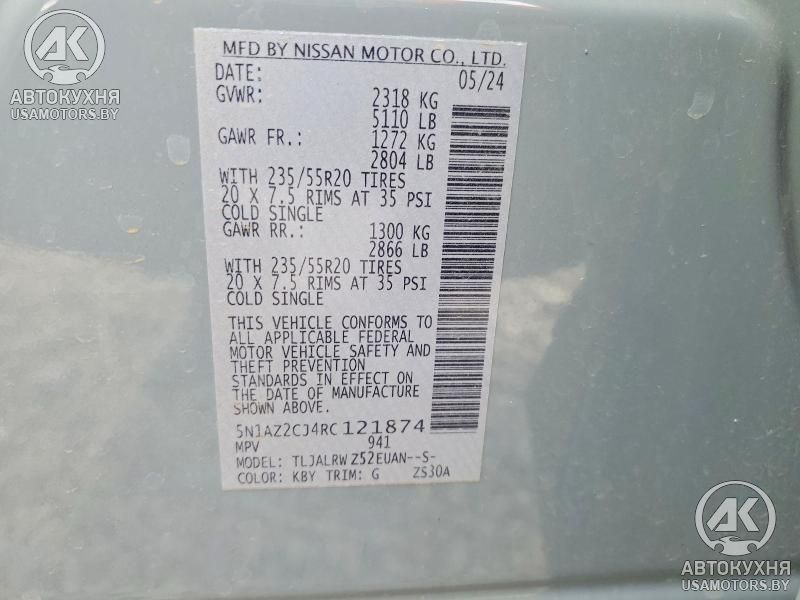 AK
АВТОКУХНЯ
USAMOTORS.BY
MFD BY NISSAN MOTOR CO., LTD.
DATE: 05/24
GVWR: 2318 KG
5110 LB
GAWR FR.: 1272 KG
2804 LB
WITH 235/55R20 TIRES
20 X 7.5 RIMS AT 35 PSI
COLD SINGLE
GAWR RR.: 1300 KG
2866 LB
WITH 235/55R20 TIRES
20 X 7.5 RIMS AT 35 PSI
COLD SINGLE
THIS VEHICLE CONFORMS TO
ALL APPLICABLE FEDERAL
MOTOR VEHICLE SAFETY AND
THEFT PREVENTION
STANDARDS IN EFFECT ON
THE DATE OF MANUFACTURE
SHOWN ABOVE.
5N1AZ2CJ4RC121874
MPV 941
MODEL: TLJALRW Z52EUAN--S-
COLOR: KBY TRIM: G ZS30A
AK
АВТОКУХНЯ
USAMOTORS.BY